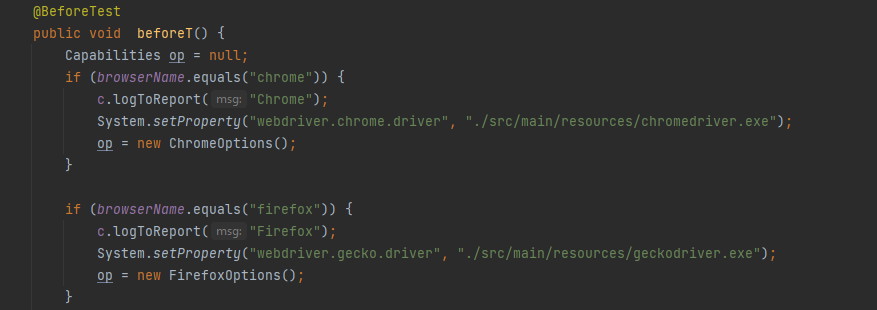 @BeforeTest
public void  beforeT() {
    Capabilities op = null;
    if (browserName.equals("chrome")) {
        c.logToReport( msg: "Chrome");
        System.setProperty("webdriver.chrome.driver", "./src/main/resources/chromedriver.exe");
        op = new ChromeOptions();
    }

    if (browserName.equals("firefox")) {
        c.logToReport( msg: "Firefox");
        System.setProperty("webdriver.gecko.driver", "./src/main/resources/geckodriver.exe");
        op = new FirefoxOptions();
    }